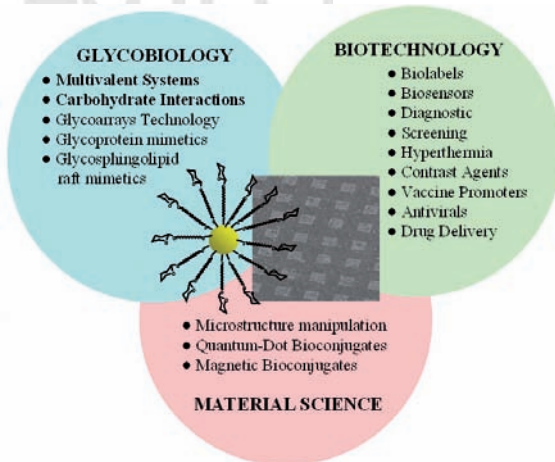 GLYCOBIOLOGY
● Multivalent Systems
● Carbohydrate Interactions
● Glycoarrays Technology
● Glycoprotein mimetics
● Glycosphingolipid
raft mimetics
BIOTECHNOLOGY
● Biolabels
● Biosensors
● Diagnostic
● Screening
● Hyperthermia
● Contrast Agents
● Vaccine Promoters
● Antivirals
● Drug Delivery
● Microstructure manipulation
● Quantum-Dot Bioconjugates
● Magnetic Bioconjugates
MATERIAL SCIENCE